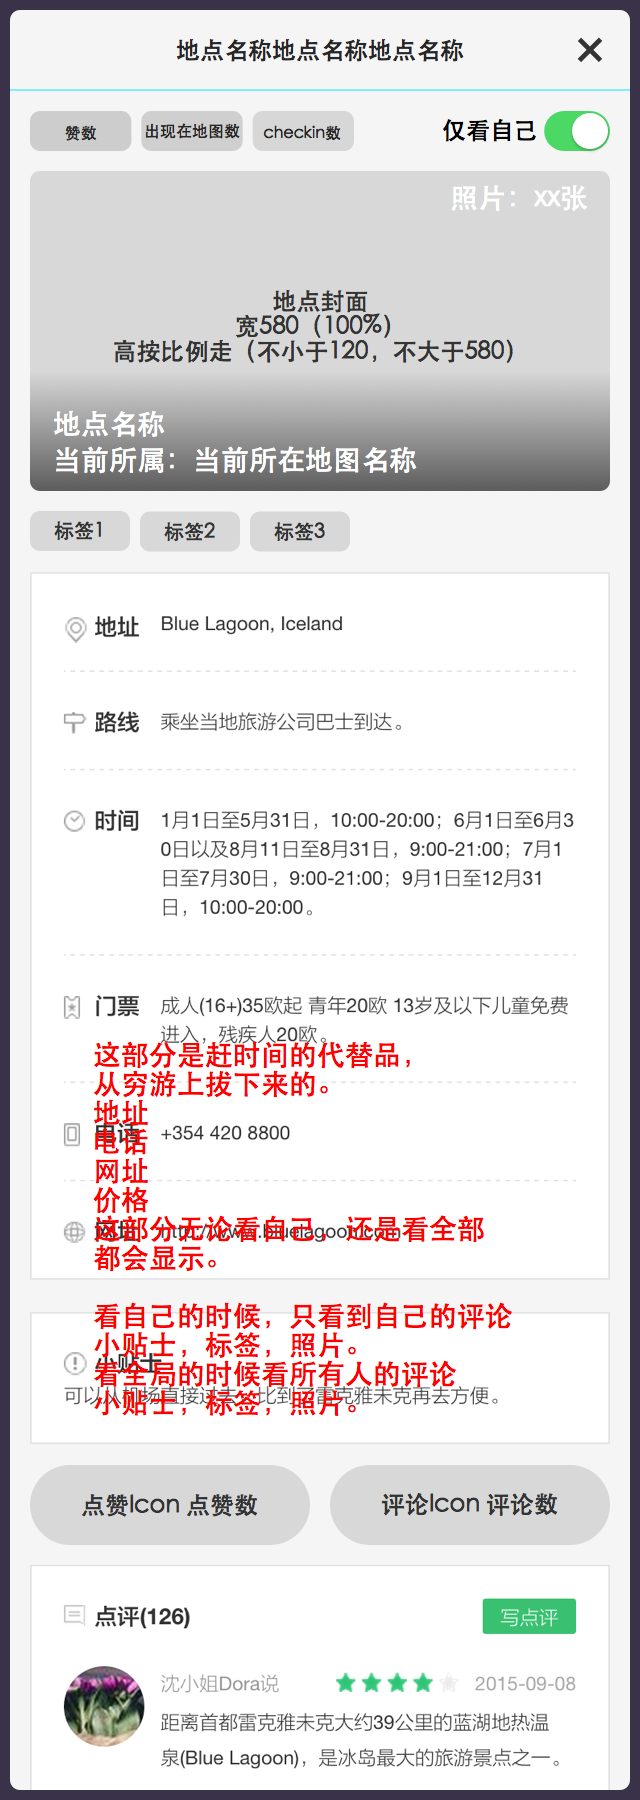 地点名称地点名称地点名称
赞数 出现在地图数 checkin数 仅看自己
照片：xx张
地点封面
宽580（100%）
高按比例走（不小于120，不大于580）
地点名称
当前所属：当前所在地图名称
标签1 标签2 标签3
地址 Blue Lagoon, Iceland
路线 乘坐当地旅游公司巴士到达。
时间 1月1日至5月31日，10:00-20:00；6月1日至6月3
0日以及8月11日至8月31日，9:00-21:00；7月1
日至7月30日，9:00-21:00；9月1日至12月31
日，10:00-20:00。
门票 成人(16+)35欧起 青年20欧 13岁及以下儿童免费
进入，残疾人20欧。
这部分是赶时间的代替品，
从穷游上拔下来的。
地址
电话 +354 420 8800
电话
网址
价格
网址 http://www.bluelagoon.com
这部分无论看自己，还是看全部
都会显示。
看自己的时候，只看到自己的评论
小贴士，标签，照片。
小贴士
看全局的时候看所有人的评论
可以从机场直接过去，比到了雷克雅未克再去方便。
小贴士，标签，照片。
点赞Icon 点赞数 评论Icon 评论数
点评(126) 写点评
沈小姐Dora说 2015-09-08
距离首都雷克雅未克大约39公里的蓝湖地热温
泉(Blue Lagoon)，是冰岛最大的旅游景点之一。